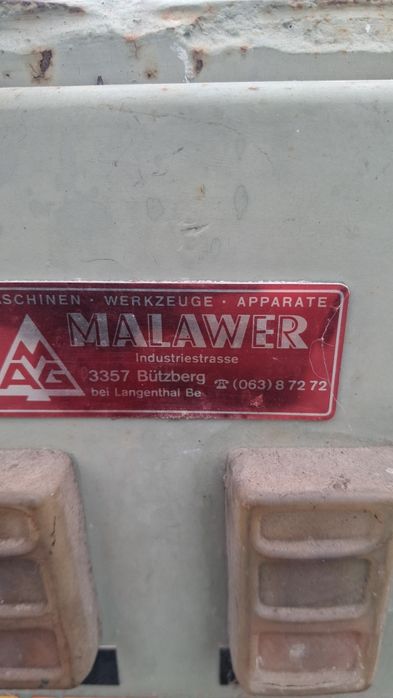 SCHINEN · WERKZEUGE · APPARATE
MALAWER
MAG
Industriestrasse
3357 Bützberg ☎ (063) 8 72 72
bei Langenthal Be